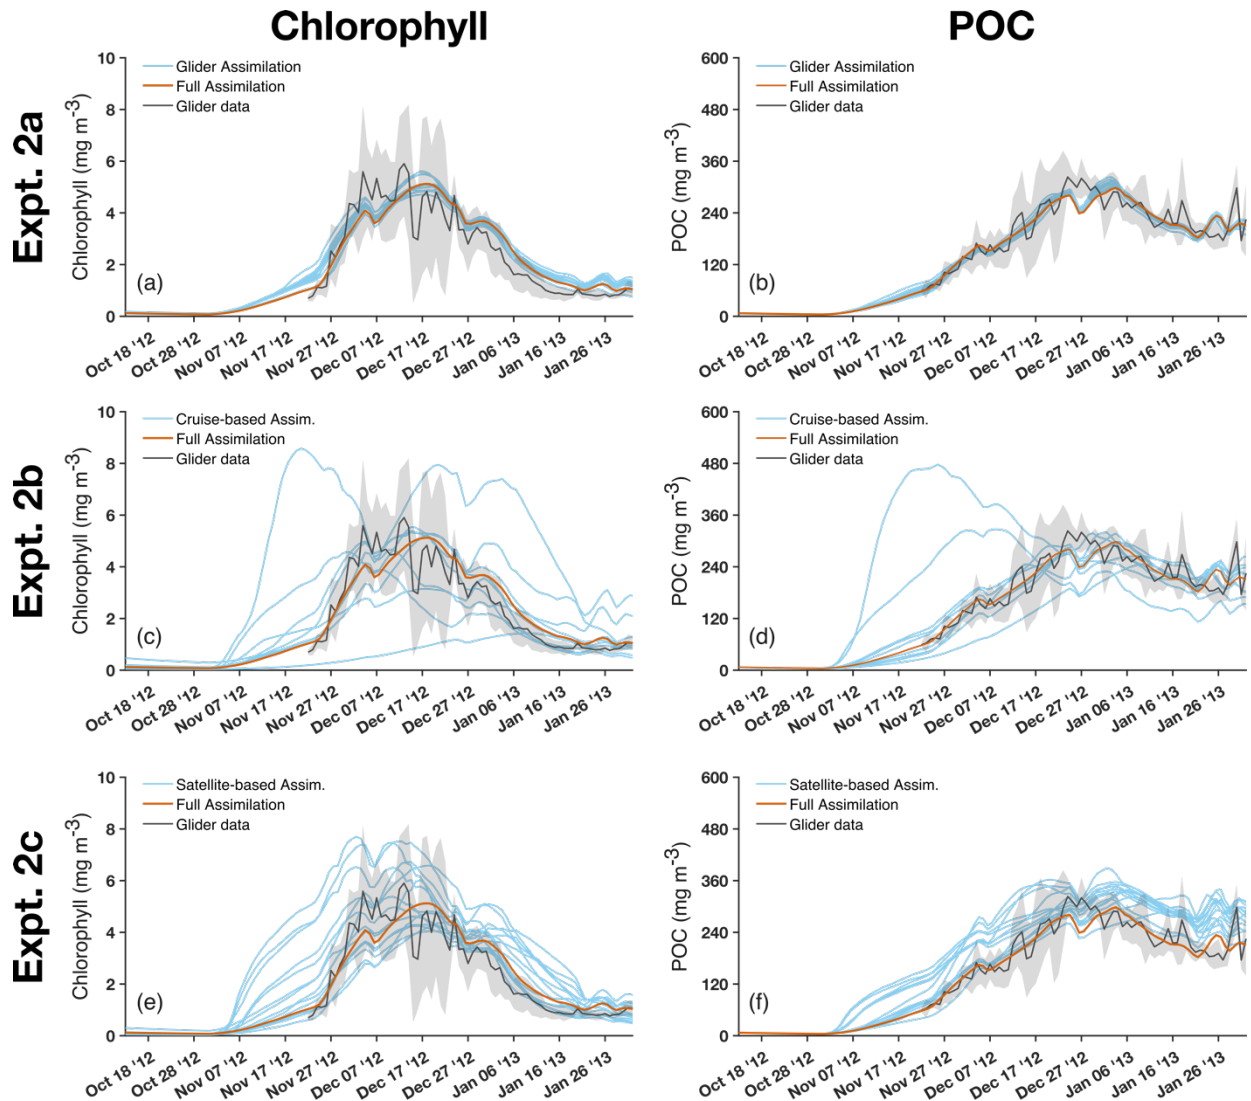 Chlorophyll
POC
Expt. 2a
10
8
6
4
2
0
Chlorophyll (mg m-3)
Glider Assimilation
Full Assimilation
Glider data
(a)
Oct 18 '12
Oct 28 '12
Nov 07 '12
Nov 17 '12
Nov 27 '12
Dec 07 '12
Dec 17 '12
Dec 27 '12
Jan 06 '13
Jan 16 '13
Jan 26 '13
600
480
360
240
120
0
POC (mg m-3)
Glider Assimilation
Full Assimilation
Glider data
(b)
Oct 18 '12
Oct 28 '12
Nov 07 '12
Nov 17 '12
Nov 27 '12
Dec 07 '12
Dec 17 '12
Dec 27 '12
Jan 06 '13
Jan 16 '13
Jan 26 '13
Expt. 2b
10
8
6
4
2
0
Chlorophyll (mg m-3)
Cruise-based Assim.
Full Assimilation
Glider data
(c)
Oct 18 '12
Oct 28 '12
Nov 07 '12
Nov 17 '12
Nov 27 '12
Dec 07 '12
Dec 17 '12
Dec 27 '12
Jan 06 '13
Jan 16 '13
Jan 26 '13
600
480
360
240
120
0
POC (mg m-3)
Cruise-based Assim.
Full Assimilation
Glider data
(d)
Oct 18 '12
Oct 28 '12
Nov 07 '12
Nov 17 '12
Nov 27 '12
Dec 07 '12
Dec 17 '12
Dec 27 '12
Jan 06 '13
Jan 16 '13
Jan 26 '13
Expt. 2c
10
8
6
4
2
0
Chlorophyll (mg m-3)
Satellite-based Assim.
Full Assimilation
Glider data
(e)
Oct 18 '12
Oct 28 '12
Nov 07 '12
Nov 17 '12
Nov 27 '12
Dec 07 '12
Dec 17 '12
Dec 27 '12
Jan 06 '13
Jan 16 '13
Jan 26 '13
600
480
360
240
120
0
POC (mg m-3)
Satellite-based Assim.
Full Assimilation
Glider data
(f)
Oct 18 '12
Oct 28 '12
Nov 07 '12
Nov 17 '12
Nov 27 '12
Dec 07 '12
Dec 17 '12
Dec 27 '12
Jan 06 '13
Jan 16 '13
Jan 26 '13